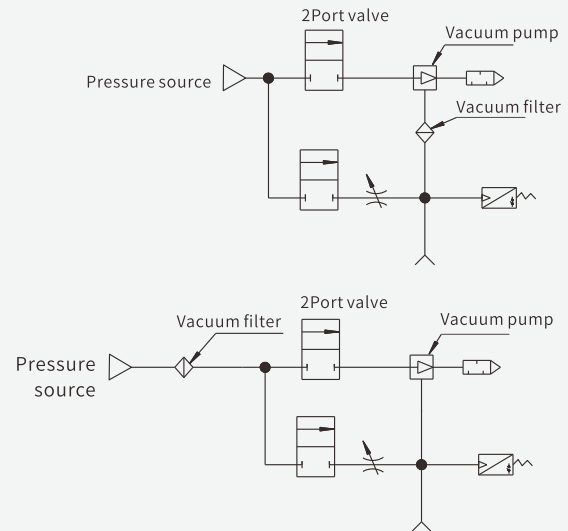 2Port valve
Vacuum pump
Pressure source
Vacuum filter
2Port valve
Vacuum filter
Vacuum pump
Pressure
source